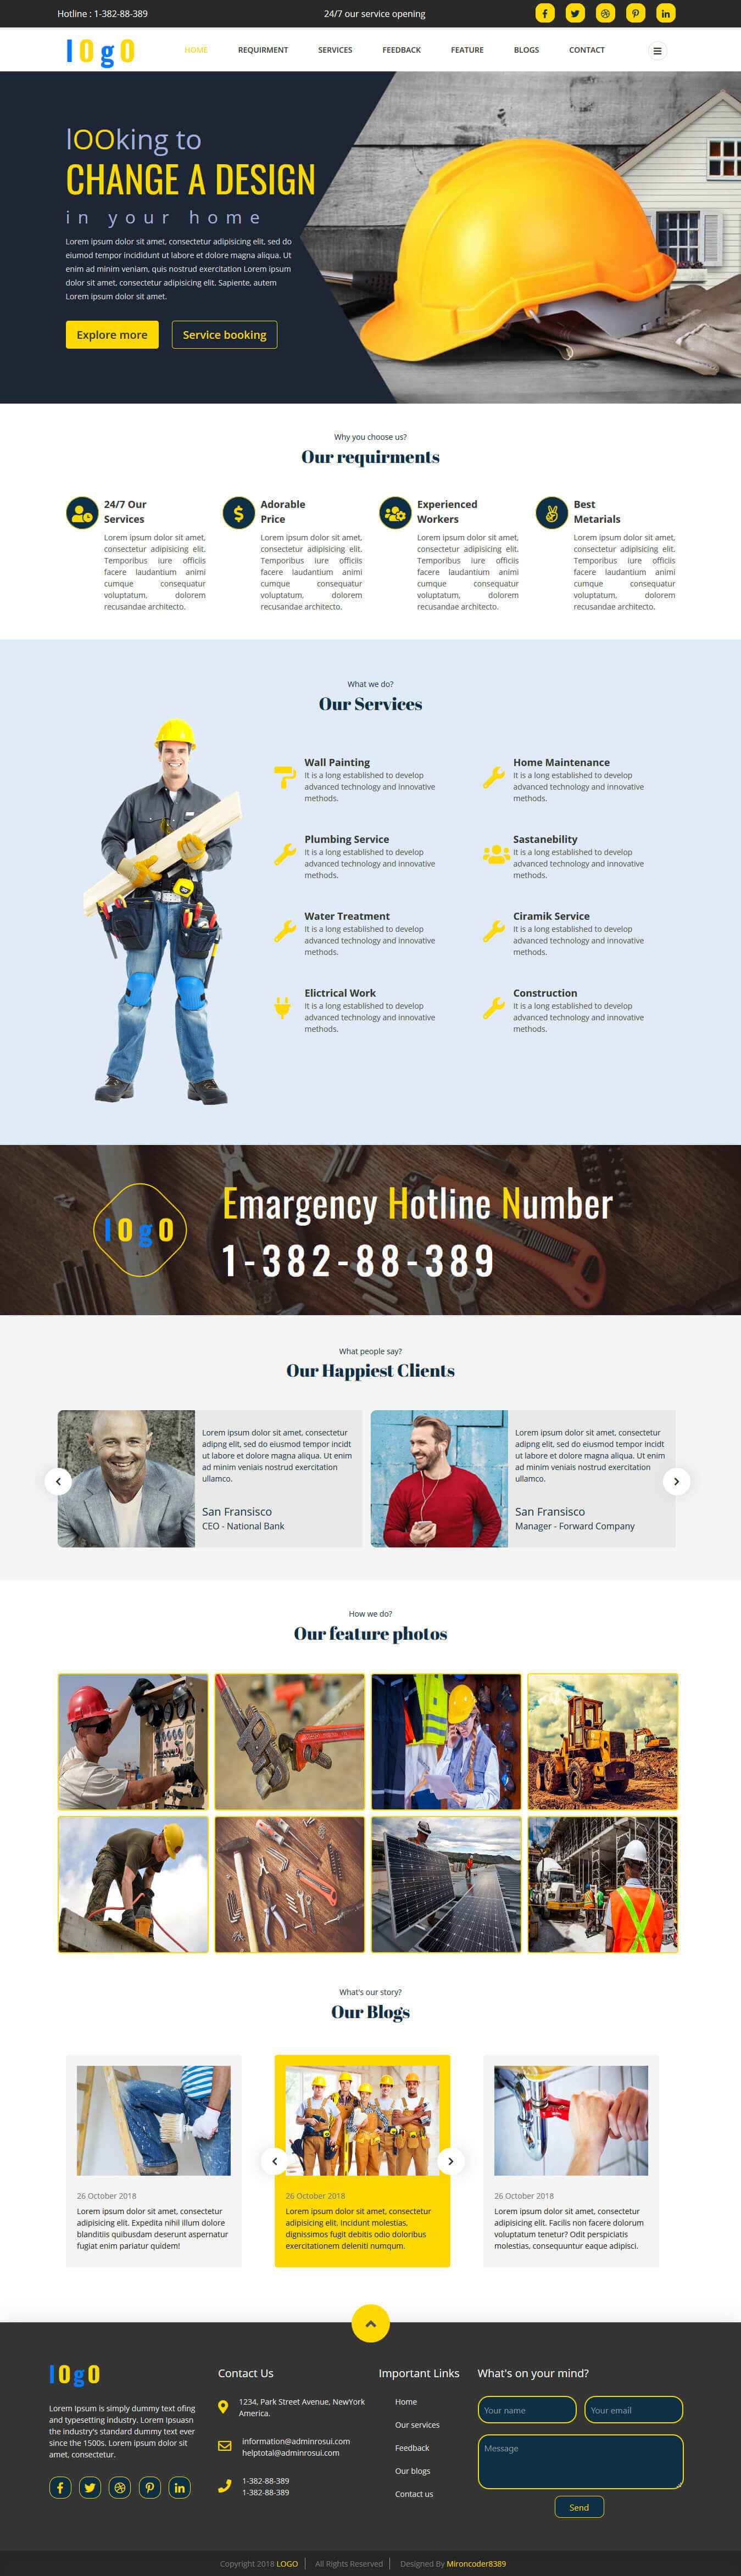 Hotline : 1-382-88-389
24/7 our service opening
lOgO
HOME
REQUIRMENT
SERVICES
FEEDBACK
FEATURE
BLOGS
CONTACT
lOOking to
CHANGE A DESIGN
in your home
Lorem ipsum dolor sit amet, consectetur adipisicing elit, sed do
eiumod tempor incididunt ut labore et dolore magna aliqua. Ut
enim ad minim veniam, quis nostrud exercitation Lorem ipsum
dolor sit amet, consectetur adipisicing elit. Sapiente, autem
Lorem ipsum dolor sit amet.
Explore more
Service booking
Why you choose us?
Our requirments
24/7 Our
Services
Lorem ipsum dolor sit amet,
consectetur adipisicing elit.
Temporibus iure officiis
facere laudantium animi
cumque consequatur
voluptatum, dolorem
recusandae architecto.
Adorable
Price
Lorem ipsum dolor sit amet,
consectetur adipisicing elit.
Temporibus iure officiis
facere laudantium animi
cumque consequatur
voluptatum, dolorem
recusandae architecto.
Experienced
Workers
Lorem ipsum dolor sit amet,
consectetur adipisicing elit.
Temporibus iure officiis
facere laudantium animi
cumque consequatur
voluptatum, dolorem
recusandae architecto.
Best
Metarials
Lorem ipsum dolor sit amet,
consectetur adipisicing elit.
Temporibus iure officiis
facere laudantium animi
cumque consequatur
voluptatum, dolorem
recusandae architecto.
What we do?
Our Services
Wall Painting
It is a long established to develop
advanced technology and innovative
methods.
Home Maintenance
It is a long established to develop
advanced technology and innovative
methods.
Plumbing Service
It is a long established to develop
advanced technology and innovative
methods.
Sastanebility
It is a long established to develop
advanced technology and innovative
methods.
Water Treatment
It is a long established to develop
advanced technology and innovative
methods.
Ciramik Service
It is a long established to develop
advanced technology and innovative
methods.
Elictrical Work
It is a long established to develop
advanced technology and innovative
methods.
Construction
It is a long established to develop
advanced technology and innovative
methods.
lOgO
Emargency Hotline Number
1-382-88-389
What people say?
Our Happiest Clients
Lorem ipsum dolor sit amet, consectetur
adipng elit, sed do eiusmod tempor incidt
ut labore et dolore magna aliqua. Ut enim
ad minim veniais nostrud exercitation
ullamco.
San Fransisco
CEO - National Bank
Lorem ipsum dolor sit amet, consectetur
adipng elit, sed do eiusmod tempor incidt
ut labore et dolore magna aliqua. Ut enim
ad minim veniais nostrud exercitation
ullamco.
San Fransisco
Manager - Forward Company
How we do?
Our feature photos
What's our story?
Our Blogs
26 October 2018
Lorem ipsum dolor sit amet, consectetur
adipisicing elit. Expedita nihil illum dolore
blanditiis quibusdam deserunt aspernatur
fugiat enim pariatur quidem!
26 October 2018
Lorem ipsum dolor sit amet, consectetur
adipisicing elit. Incidunt molestias,
dignissimos fugit debitis odio doloribus
exercitationem deleniti numqum.
26 October 2018
Lorem ipsum dolor sit amet, consectetur
adipisicing elit. Facilis non facere dolorum
voluptatum tenetur? Odit perspiciatis
molestias, consequuntur eaque adipisci.
lOgO
Lorem Ipsum is simply dummy text ofing
and typesetting industry. Lorem Ipsuasn
the industry's standard dummy text ever
since the 1500s. Lorem ipsum dolor sit
amet, consectetur.
Contact Us
1234, Park Street Avenue, NewYork
America.
information@adminrosui.com
helptotal@adminrosui.com
1-382-88-389
1-382-88-389
Important Links
Home
Our services
Feedback
Our blogs
Contact us
What's on your mind?
Your name
Your email
Message
Send
Copyright 2018 LOGO
All Rights Reserved
Designed By Mironcoder8389